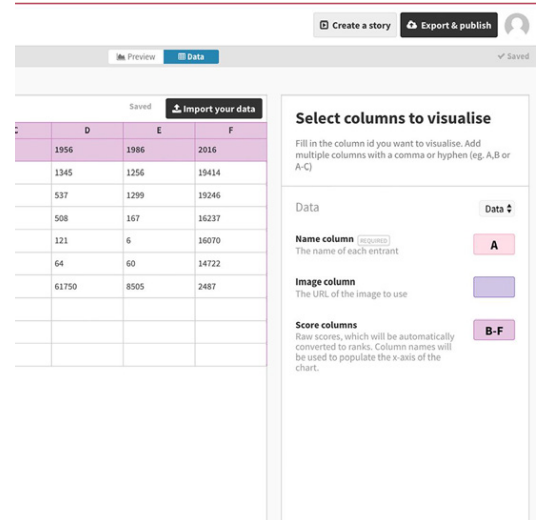 Create a story
Export & publish
Preview
Data
Saved
Saved
Import your data
D E F
1956 1986 2016
1345 1256 19414
537 1299 19246
508 167 16237
121 6 16070
64 60 14722
61750 8505 2487
Select columns to visualise
Fill in the column id you want to visualise. Add
multiple columns with a comma or hyphen (eg. A,B or
A-C)
Data
Data
Name column REQUIRED
The name of each entrant
A
Image column
The URL of the image to use
Score columns
Raw scores, which will be automatically
converted to ranks. Column names will
be used to populate the x-axis of the
chart.
B-F